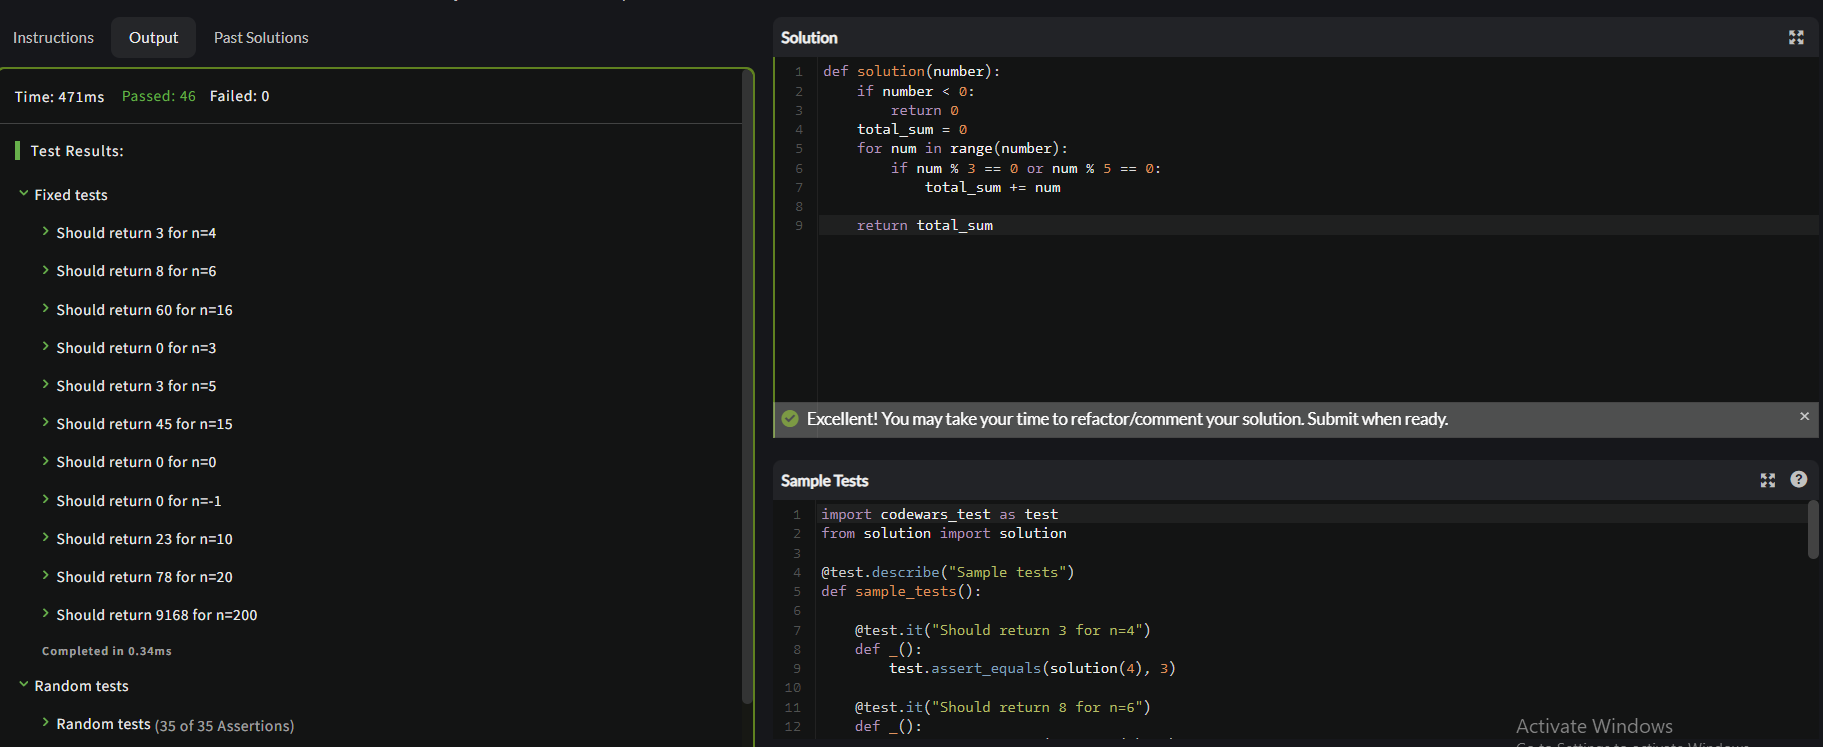 Instructions Output Past Solutions
Time: 471ms Passed: 46 Failed: 0
Test Results:
Fixed tests
Should return 3 for n=4
Should return 8 for n=6
Should return 60 for n=16
Should return 0 for n=3
Should return 3 for n=5
Should return 45 for n=15
Should return 0 for n=0
Should return 0 for n=-1
Should return 23 for n=10
Should return 78 for n=20
Should return 9168 for n=200
Completed in 0.34ms
Random tests
Random tests (35 of 35 Assertions)
Solution
1 def solution(number):
2     if number < 0:
3         return 0
4     total_sum = 0
5     for num in range(number):
6         if num % 3 == 0 or num % 5 == 0:
7             total_sum += num
8
9     return total_sum
Excellent! You may take your time to refactor/comment your solution. Submit when ready.
Sample Tests
1 import codewars_test as test
2 from solution import solution
3
4 @test.describe("Sample tests")
5 def sample_tests():
6
7     @test.it("Should return 3 for n=4")
8     def _():
9         test.assert_equals(solution(4), 3)
10
11     @test.it("Should return 8 for n=6")
12     def _():
Activate Windows